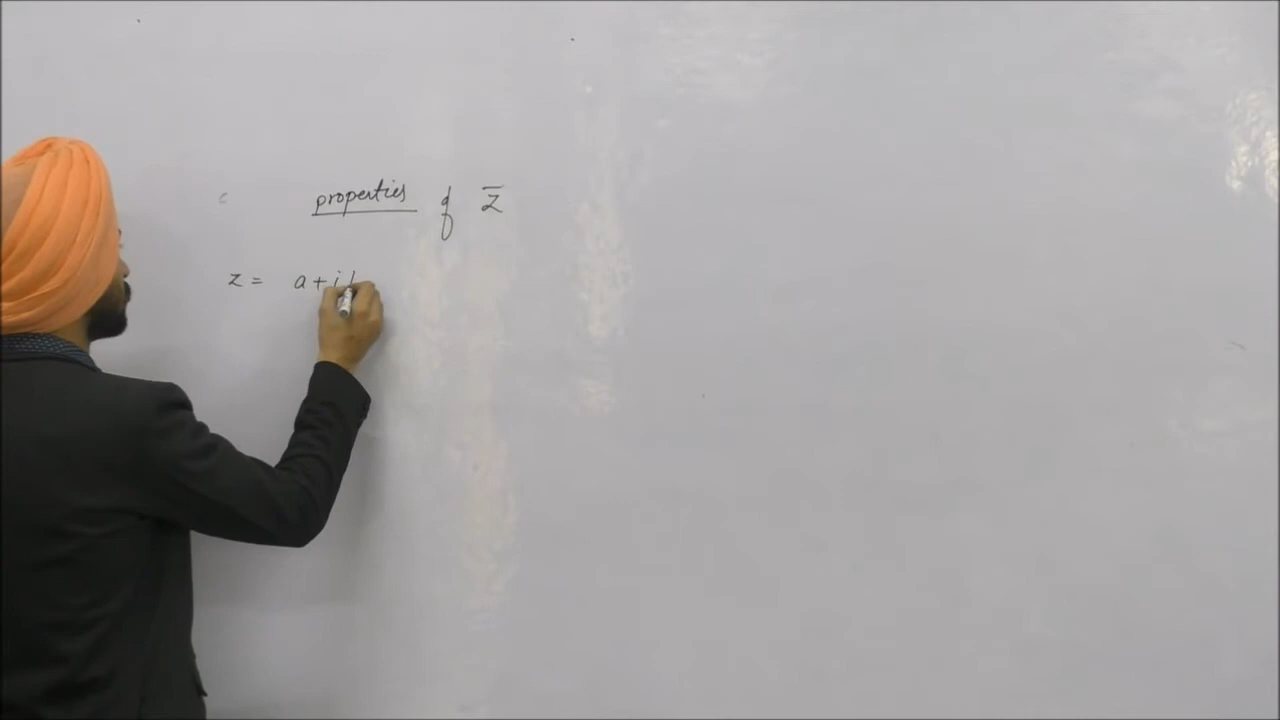 properties of z̅
z = a + i